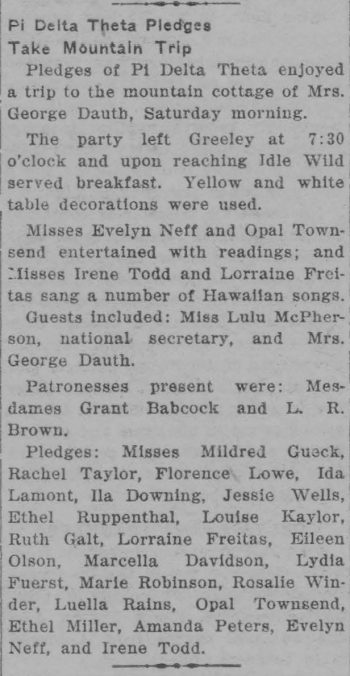 Pi Delta Theta Pledges
Take Mountain Trip
Pledges of Pi Delta Theta enjoyed
a trip to the mountain cottage of Mrs.
George Dauth, Saturday morning.
The party left Greeley at 7:30
o'clock and upon reaching Idle Wild
served breakfast. Yellow and white
table decorations were used.
Misses Evelyn Neff and Opal Town-
send entertained with readings; and
Misses Irene Todd and Lorraine Frei-
tas sang a number of Hawaiian songs.
Guests included: Miss Lulu McPher-
son, national secretary, and Mrs.
George Dauth.
Patronesses present were: Mes-
dames Grant Babcock and L. R.
Brown.
Pledges: Misses Mildred Gueck,
Rachel Taylor, Florence Lowe, Ida
Lamont, Ila Downing, Jessie Wells,
Ethel Ruppenthal, Louise Kaylor,
Ruth Galt, Lorraine Freitas, Eileen
Olson, Marcella Davidson, Lydia
Fuerst, Marie Robinson, Rosalie Win-
der, Luella Rains, Opal Townsend,
Ethel Miller, Amanda Peters, Evelyn
Neff, and Irene Todd.